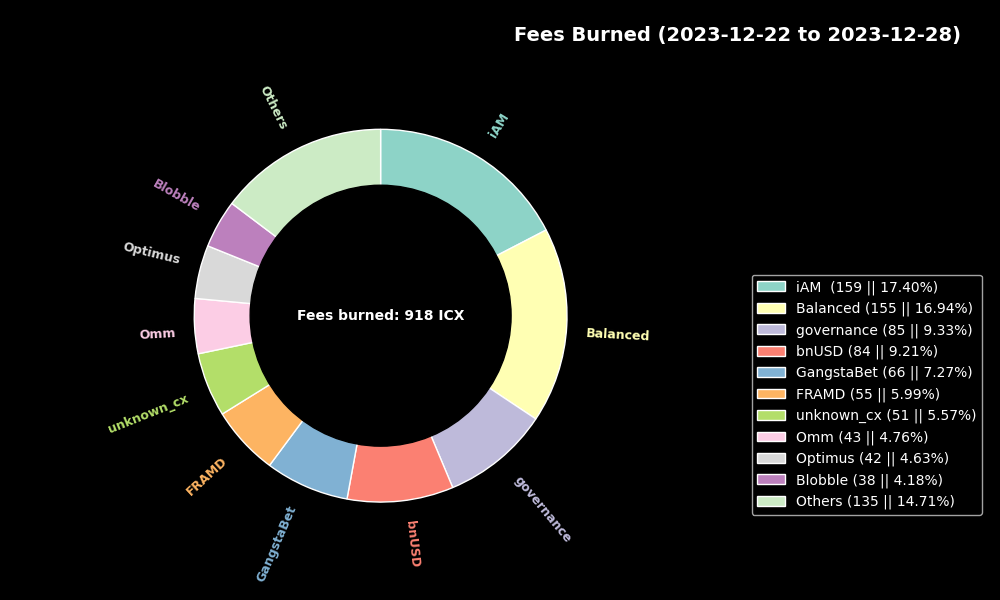 Fees Burned (2023-12-22 to 2023-12-28)
Others
iAM
Blobble
Optimus
Omm
unknown_cx
FRAMD
GangstaBet
bnUSD
governance
Balanced
Fees burned: 918 ICX
iAM  (159 || 17.40%)
Balanced (155 || 16.94%)
governance (85 || 9.33%)
bnUSD (84 || 9.21%)
GangstaBet (66 || 7.27%)
FRAMD (55 || 5.99%)
unknown_cx (51 || 5.57%)
Omm (43 || 4.76%)
Optimus (42 || 4.63%)
Blobble (38 || 4.18%)
Others (135 || 14.71%)